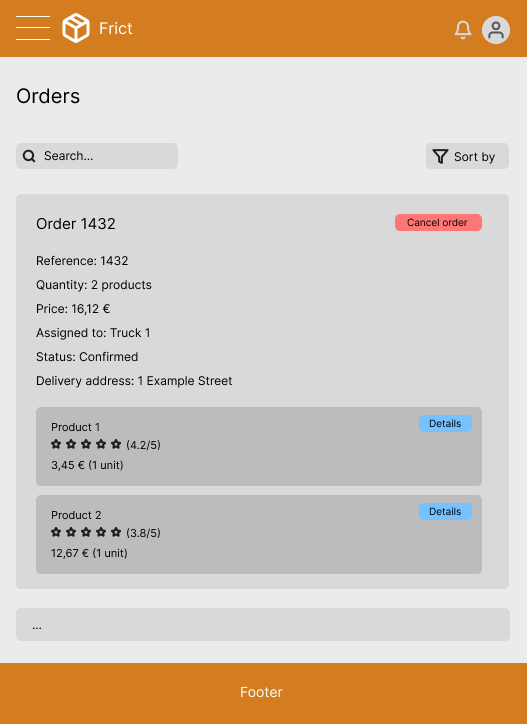 Frict
Orders
Search...
Sort by
Order 1432
Cancel order
Reference: 1432
Quantity: 2 products
Price: 16,12 €
Assigned to: Truck 1
Status: Confirmed
Delivery address: 1 Example Street
Product 1
Details
(4.2/5)
3,45 € (1 unit)
Product 2
Details
(3.8/5)
12,67 € (1 unit)
...
Footer